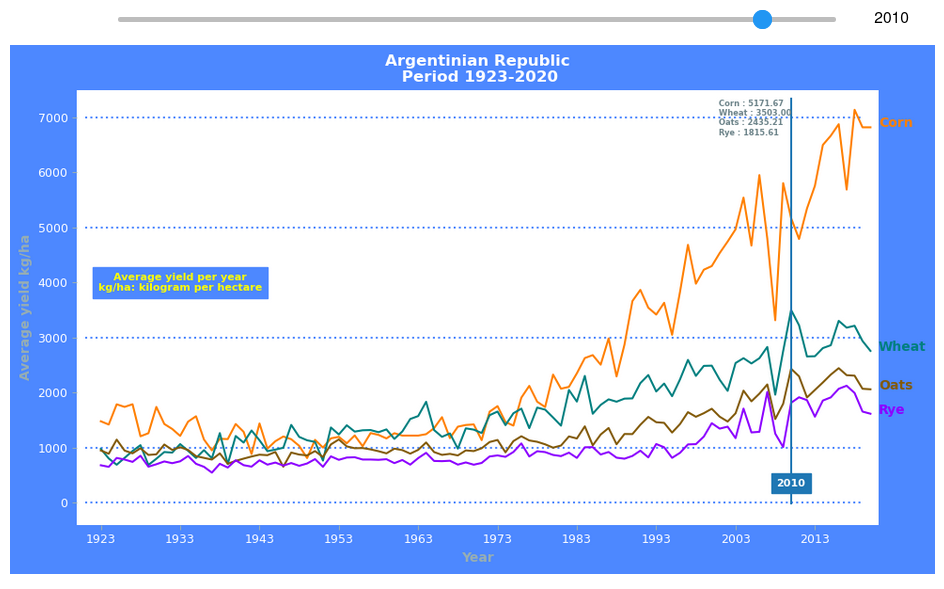 2010
Argentinian Republic
Period 1923-2020
Corn : 5171.67
Wheat : 3503.00
Oats : 2435.21
Rye : 1815.61
7000
6000
5000
4000
3000
2000
1000
0
Average yield kg/ha
Average yield per year
kg/ha: kilogram per hectare
Corn
Wheat
Oats
Rye
2010
1923 1933 1943 1953 1963 1973 1983 1993 2003 2013
Year